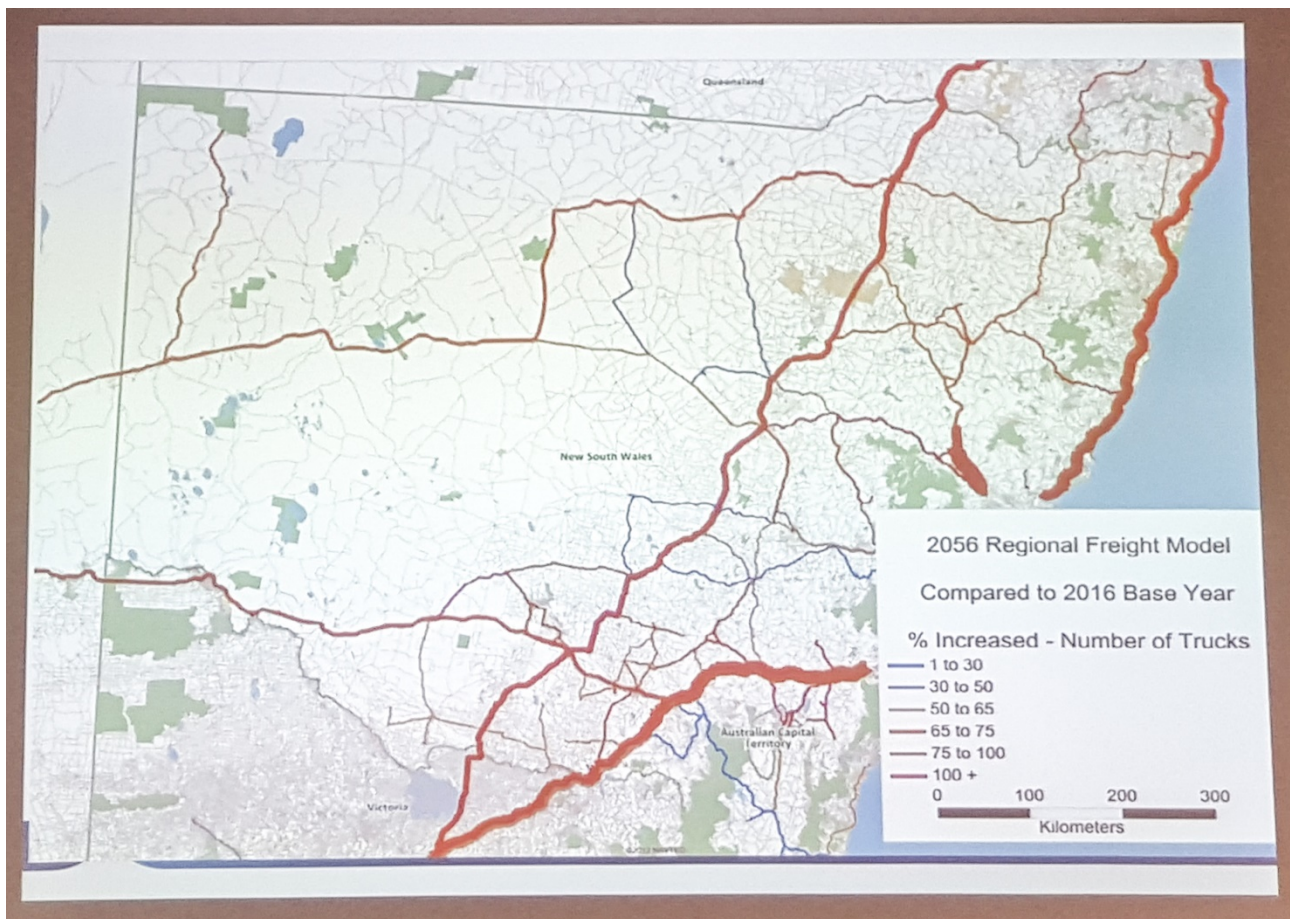 Queensland
New South Wales
Australian Capital
Territory
Victoria
2056 Regional Freight Model
Compared to 2016 Base Year
% Increased - Number of Trucks
1 to 30
30 to 50
50 to 65
65 to 75
75 to 100
100 +
0 100 200 300
Kilometers